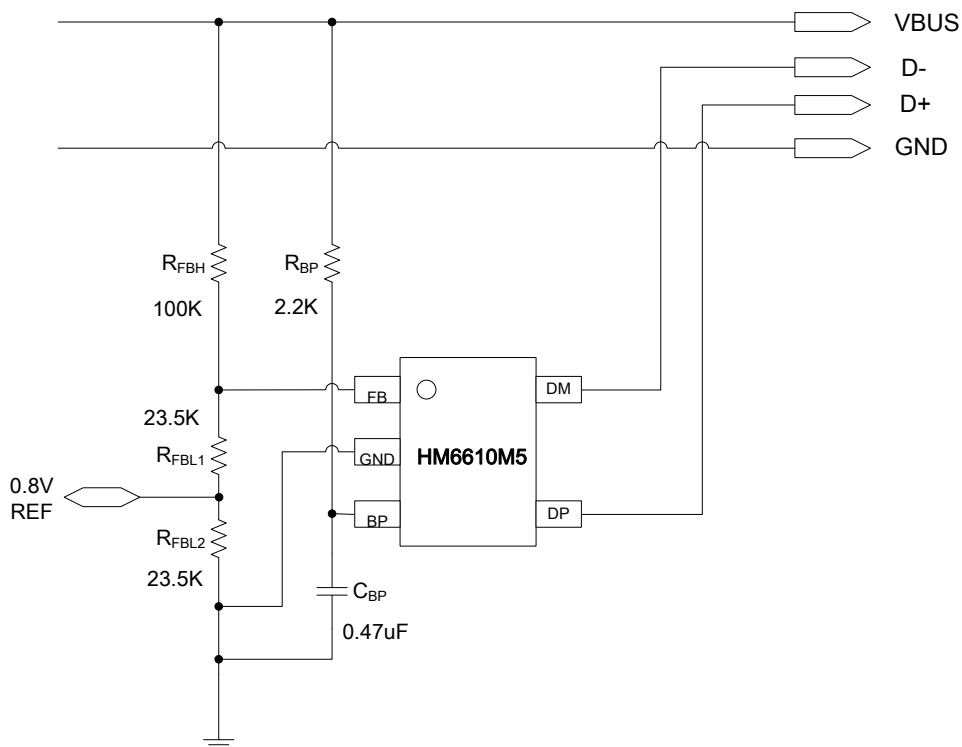 VBUS
D-
D+
GND
RFBH
RBP
100K
2.2K
FB
DM
23.5K
RFBL1
GND
HM6610M5
0.8V
REF
BP
DP
RFBL2
23.5K
CBP
0.47uF